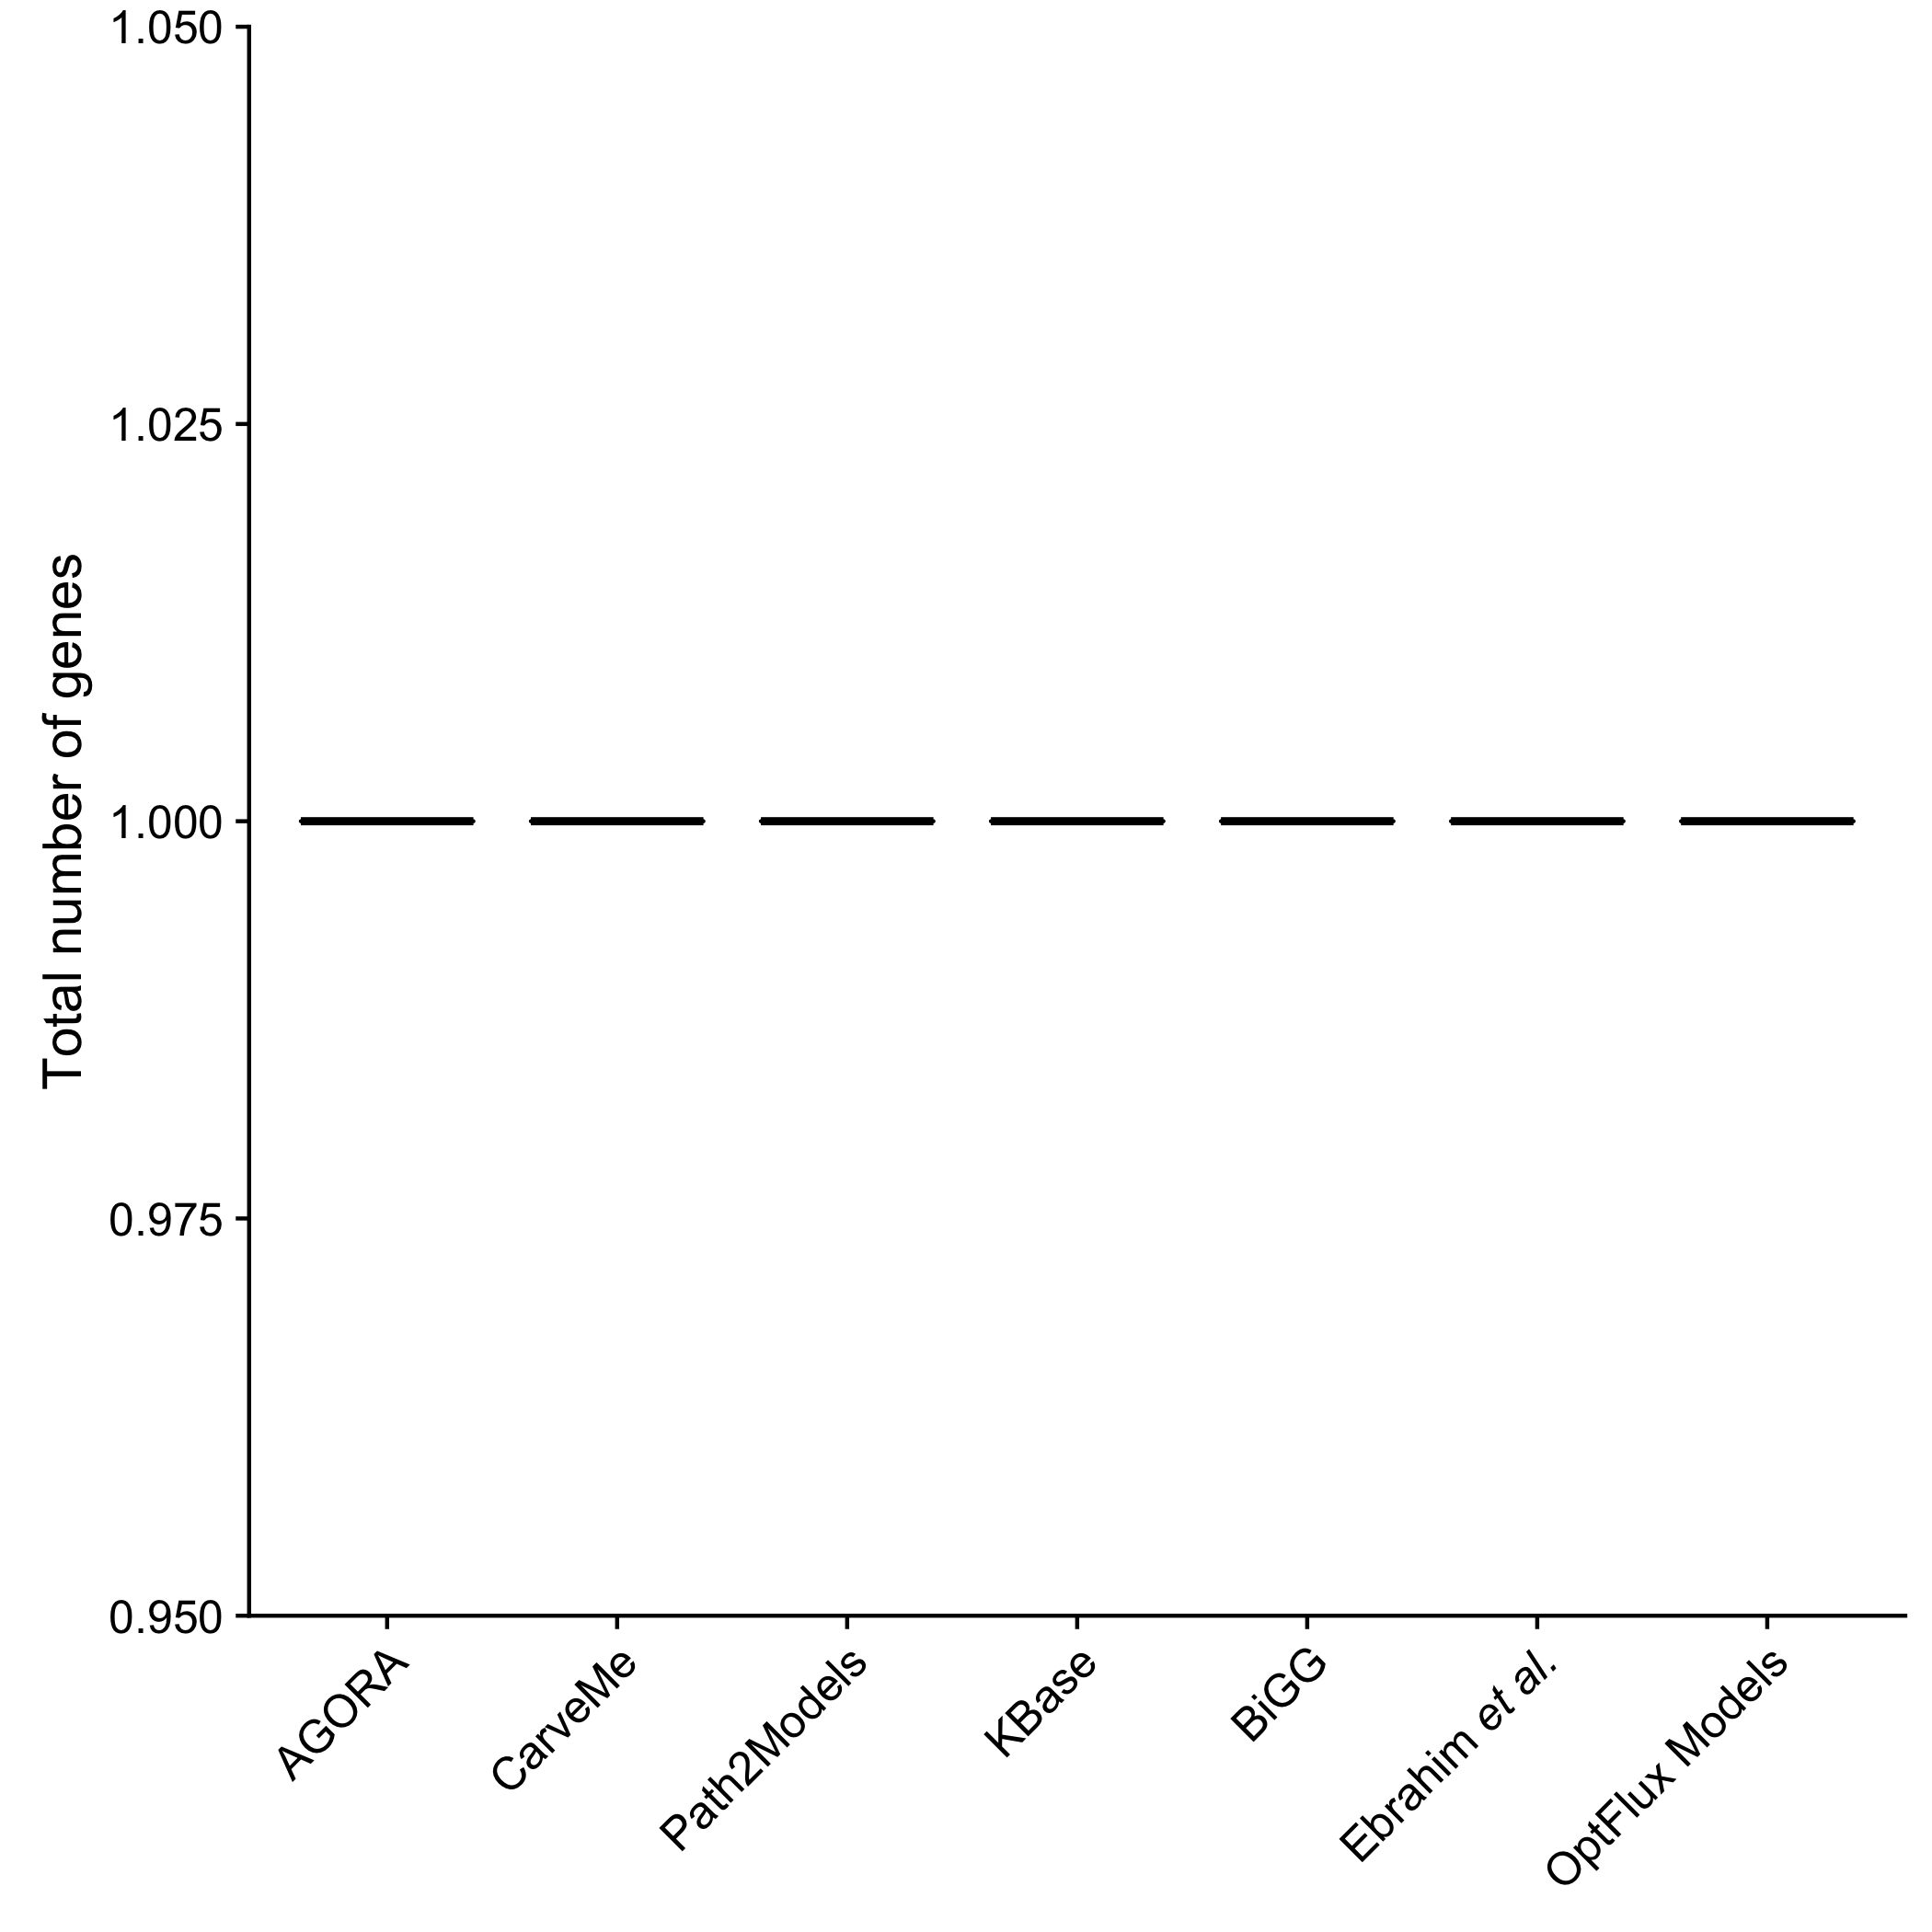 1.050
1.025
1.000
0.975
0.950
Total number of genes
AGORA
CarveMe
Path2Models
KBase
BiGG
Ebrahim et al.
OptFlux Models